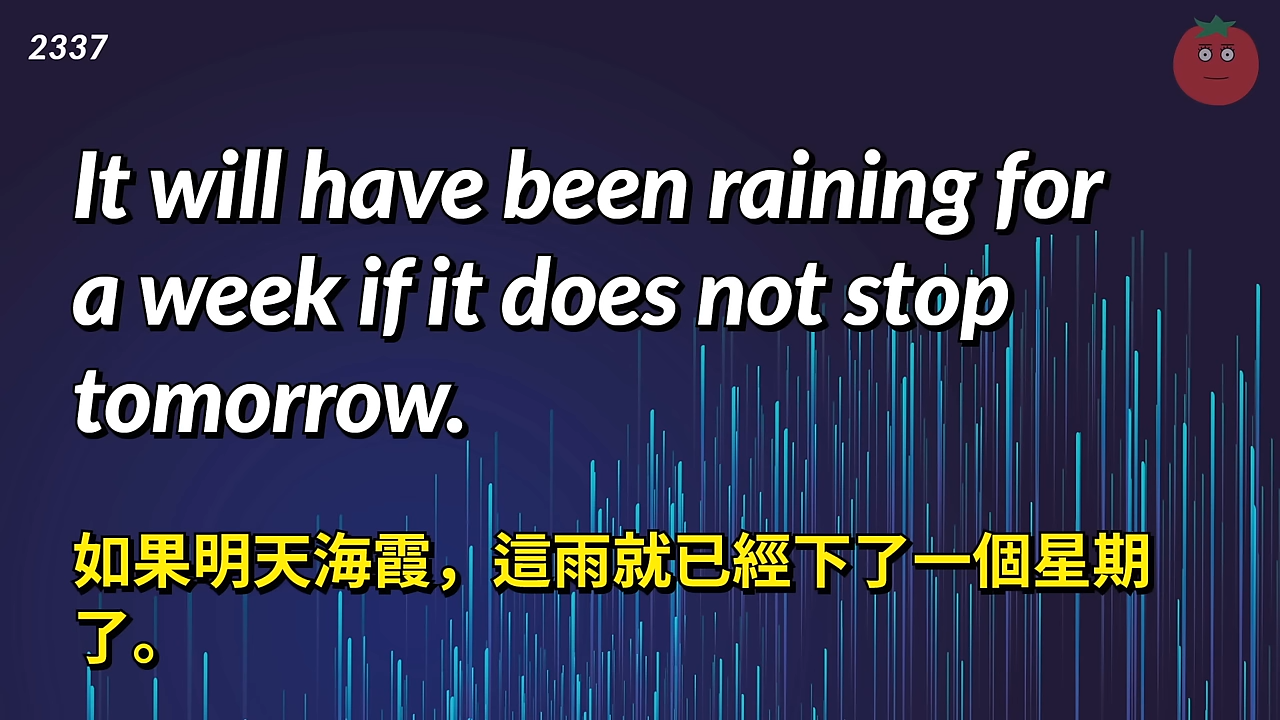 2337
It will have been raining for
a week if it does not stop
tomorrow.
如果明天海霞，這雨就已經下了一個星期
了。